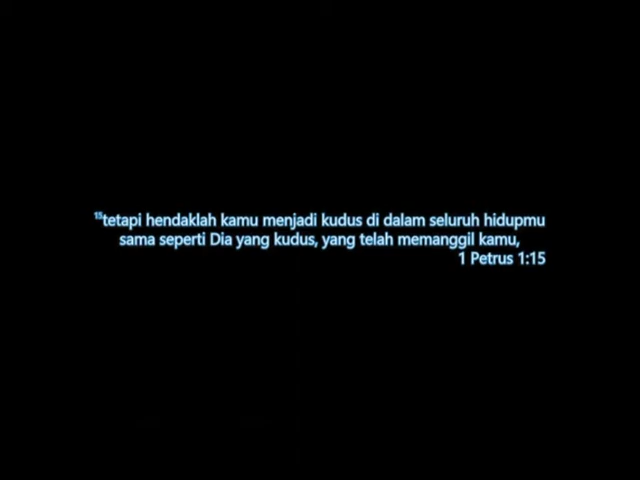 15tetapi hendaklah kamu menjadi kudus di dalam seluruh hidupmu
sama seperti Dia yang kudus, yang telah memanggil kamu,
1 Petrus 1:15